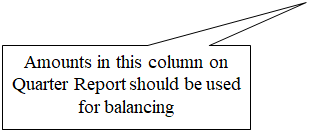 Amounts in this column on
Quarter Report should be used
for balancing